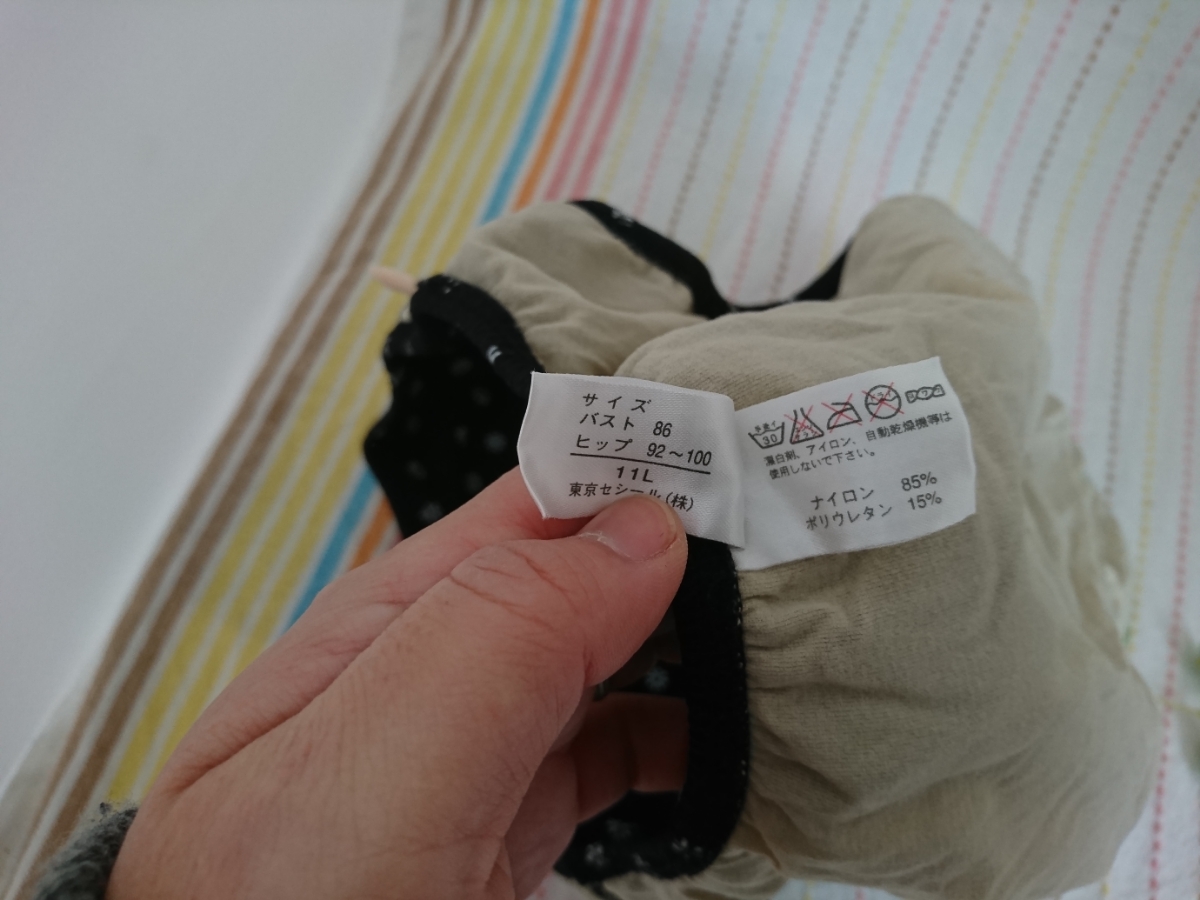 サイズ
バスト 86
ヒップ 92〜100
11L
東京セシール(株)
30
塩白剤、アイロン、自動乾燥機等は
使用しないで下さい。
ナイロン 85%
ポリウレタン 15%